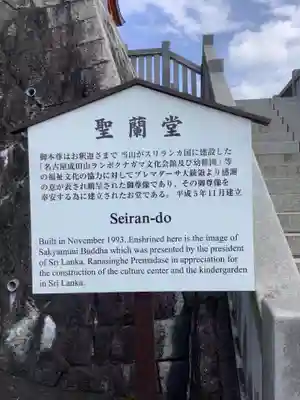 聖蘭堂
御本尊はお釈迦さまで 当山がスリランカ国に建設した
「名古屋成田山ランボクナガマ文化会館及び幼稚園」等
の福祉文化の協力に対してプレマダーサ大統領より感謝
の意が表され贈呈された御尊像であり、その御尊像を
奉安する為に建立されたお堂である。 平成5年11月建立
Seiran-do
Built in November 1993. Enshrined here is the image of
Sakyamuni Buddha which was presented by the president
of Sri Lanka. Ranasinghe Premadase in appreciation for
the construction of the culture center and the kindergarden
in Sri Lanka.